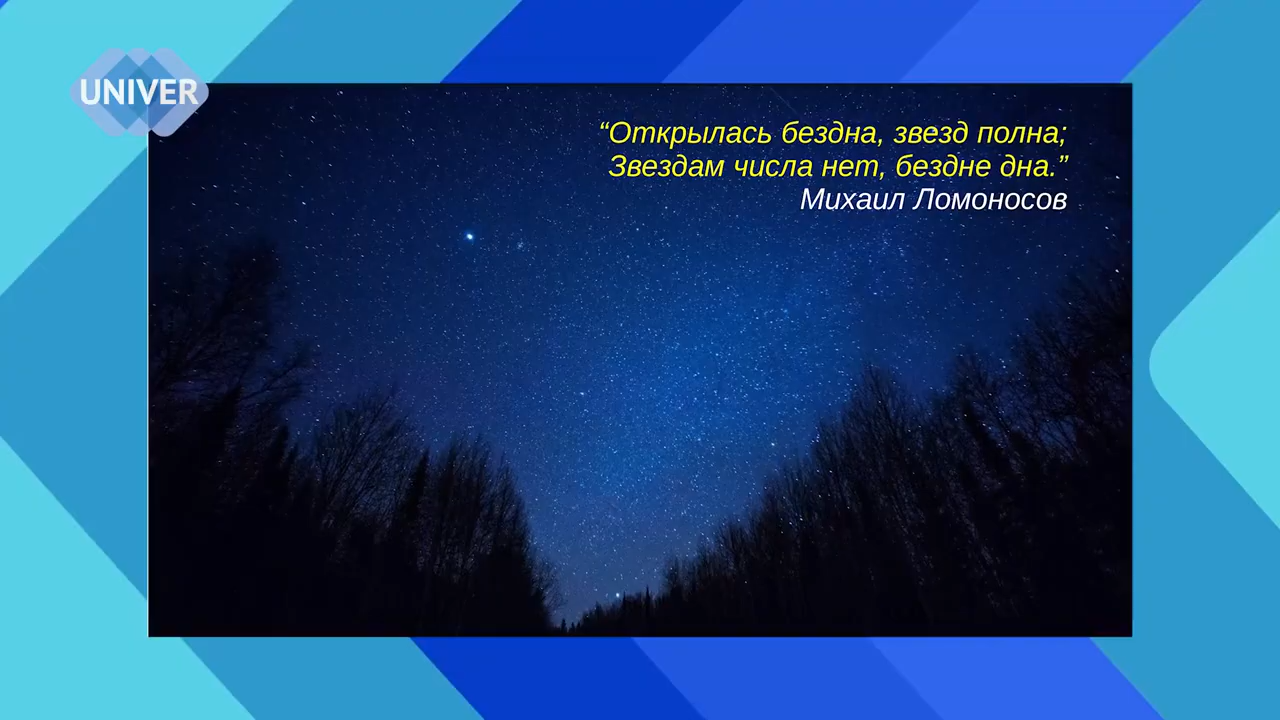 UNIVER
“Открылась бездна, звезд полна;
Звездам числа нет, бездне дна.”
Михаил Ломоносов